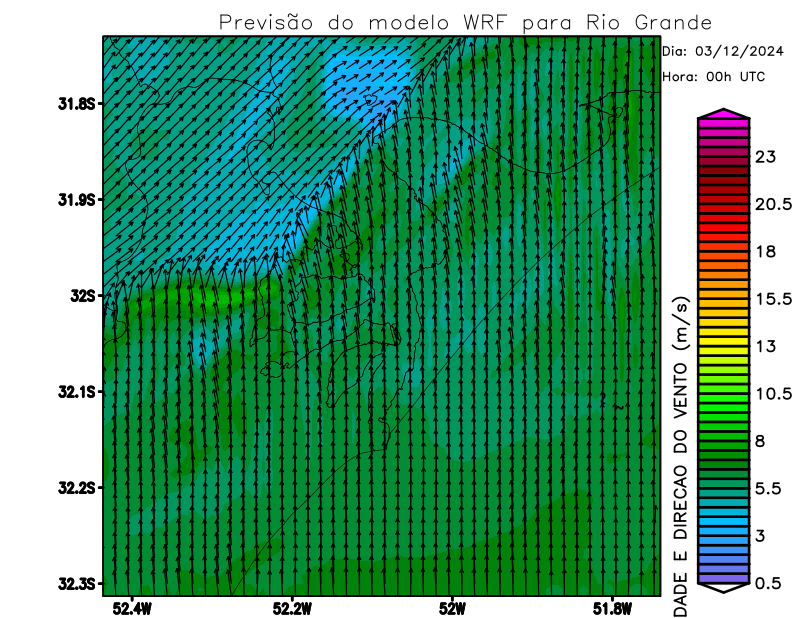 Previsão do modelo WRF para Rio Grande
Dia: 03/12/2024
Hora: 00h UTC
31.8S
31.9S
32S
32.1S
32.2S
32.3S
52.4W
52.2W
52W
51.8W
23
20.5
18
15.5
13
10.5
8
5.5
3
0.5
DADE E DIRECAO DO VENTO (m/s)